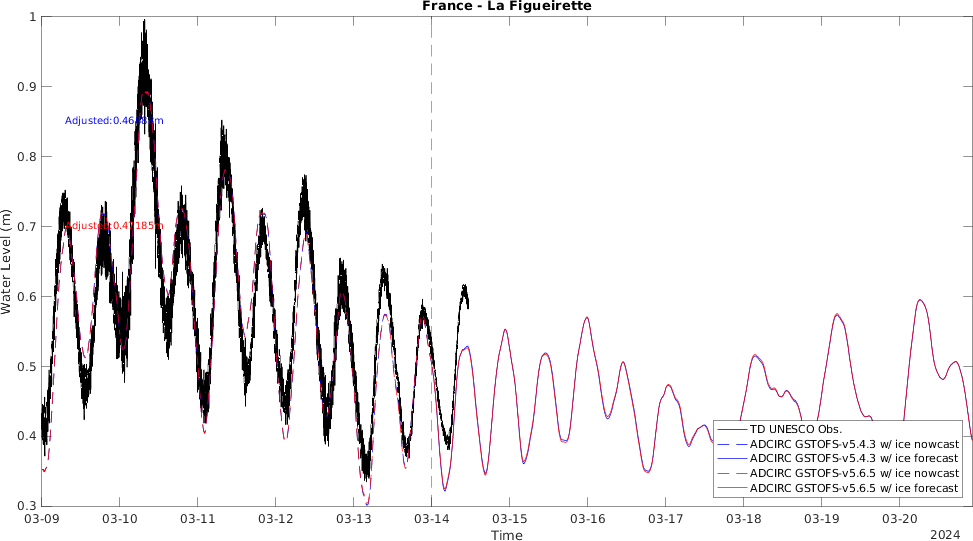 France - La Figueirette
1
0.9
0.8
0.7
0.6
0.5
0.4
0.3
Water Level (m)
Adjusted:0.47185m
TD UNESCO Obs.
ADCIRC GSTOFS-v5.4.3 w/ ice nowcast
ADCIRC GSTOFS-v5.4.3 w/ ice forecast
ADCIRC GSTOFS-v5.6.5 w/ ice nowcast
ADCIRC GSTOFS-v5.6.5 w/ ice forecast
03-09 03-10 03-11 03-12 03-13 03-14 03-15 03-16 03-17 03-18 03-19 03-20
Time
2024